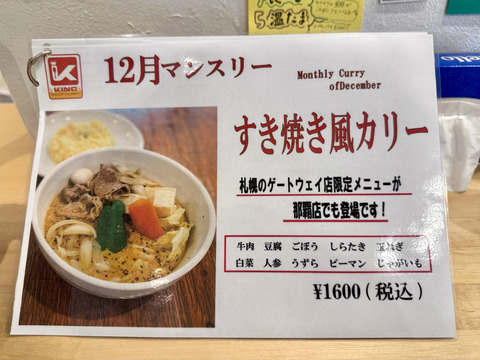 5 温たま
12月マンスリー
Monthly Curry
ofDecember
KING
すき焼き風カリー
札幌のゲートウェイ店限定メニューが
那覇店でも登場です!
牛肉 豆腐 ごぼう しらたき 玉ねぎ
白菜 人参 うずら ピーマン じゃがいも
¥1600(税込)